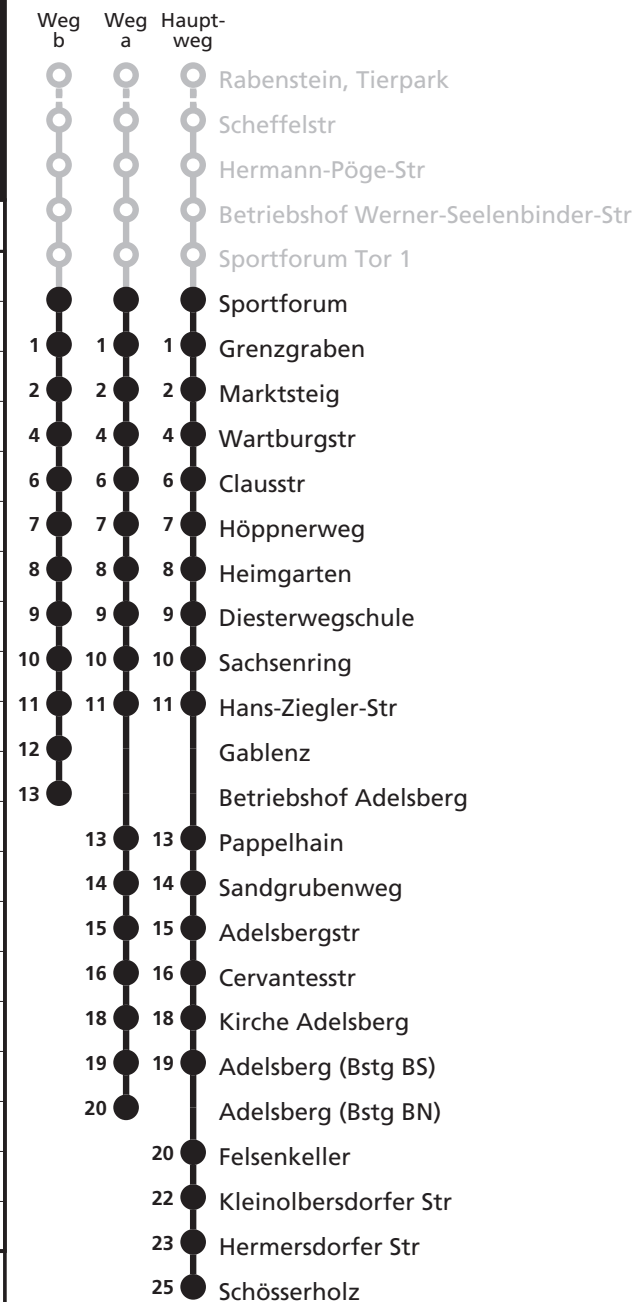 Weg Weg Haupt-
b a weg
Rabenstein, Tierpark
Scheffelstr
Hermann-Pöge-Str
Betriebshof Werner-Seelenbinder-Str
Sportforum Tor 1
Sportforum
1 1 1 Grenzgraben
2 2 2 Marktsteig
4 4 4 Wartburgstr
6 6 6 Clausstr
7 7 7 Höppnerweg
8 8 8 Heimgarten
9 9 9 Diesterwegschule
10 10 10 Sachsenring
11 11 11 Hans-Ziegler-Str
12 Gablenz
13 Betriebshof Adelsberg
13 13 Pappelhain
14 14 Sandgrubenweg
15 15 Adelsbergstr
16 16 Cervantesstr
18 18 Kirche Adelsberg
19 19 Adelsberg (Bstg BS)
20 Adelsberg (Bstg BN)
20 Felsenkeller
22 Kleinolbersdorfer Str
23 Hermersdorfer Str
25 Schösserholz